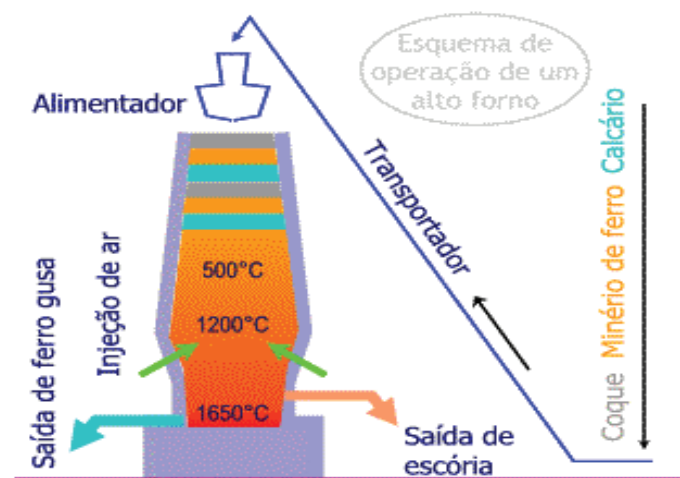 Esquema de
operação de um
alto forno
Alimentador
Transportador
Coque Minério de ferro Calcário
Injeção de ar
Saída de ferro gusa
500°C
1200°C
1650°C
Saída de
escória